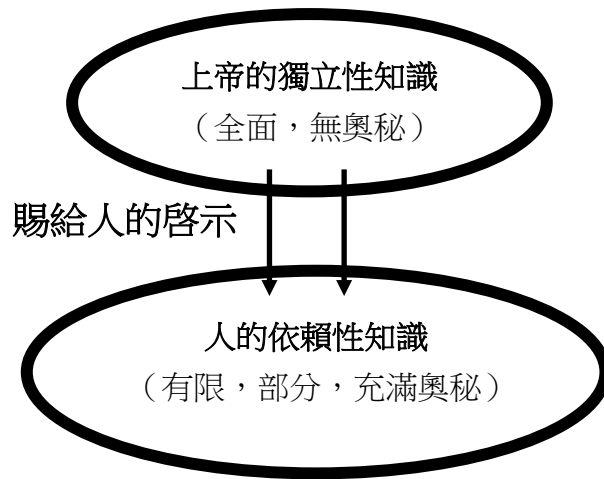 上帝的獨立性知識
（全面，無奧秘）
賜給人的啓示
人的依賴性知識
（有限，部分，充滿奧秘）